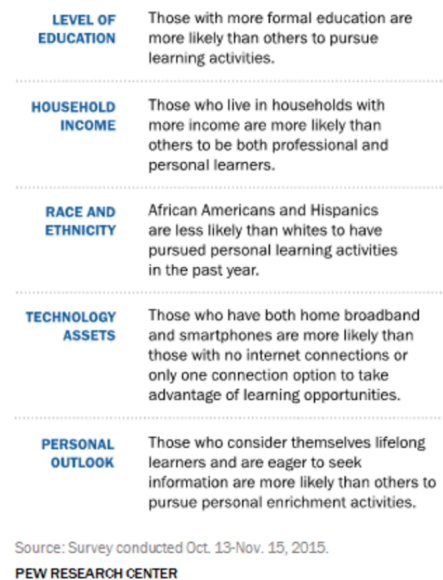 LEVEL OF
EDUCATION
Those with more formal education are
more likely than others to pursue
learning activities.
HOUSEHOLD
INCOME
Those who live in households with
more income are more likely than
others to be both professional and
personal learners.
RACE AND
ETHNICITY
African Americans and Hispanics
are less likely than whites to have
pursued personal learning activities
in the past year.
TECHNOLOGY
ASSETS
Those who have both home broadband
and smartphones are more likely than
those with no internet connections or
only one connection option to take
advantage of learning opportunities.
PERSONAL
OUTLOOK
Those who consider themselves lifelong
learners and are eager to seek
information are more likely than others to
pursue personal enrichment activities.
Source: Survey conducted Oct. 13-Nov. 15, 2015.
PEW RESEARCH CENTER